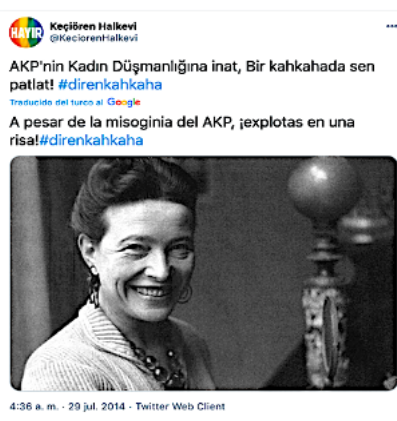 HAYIR
Keçiören Halkevi
@KeciorenHalkevi
AKP'nin Kadın Düşmanlığına inat, Bir kahkahada sen
patlat! #direnkahkaha
Traducido del turco al Google
A pesar de la misoginia del AKP, ¡explotas en una
risa!#direnkahkaha
4:36 a. m. · 29 jul. 2014 · Twitter Web Client